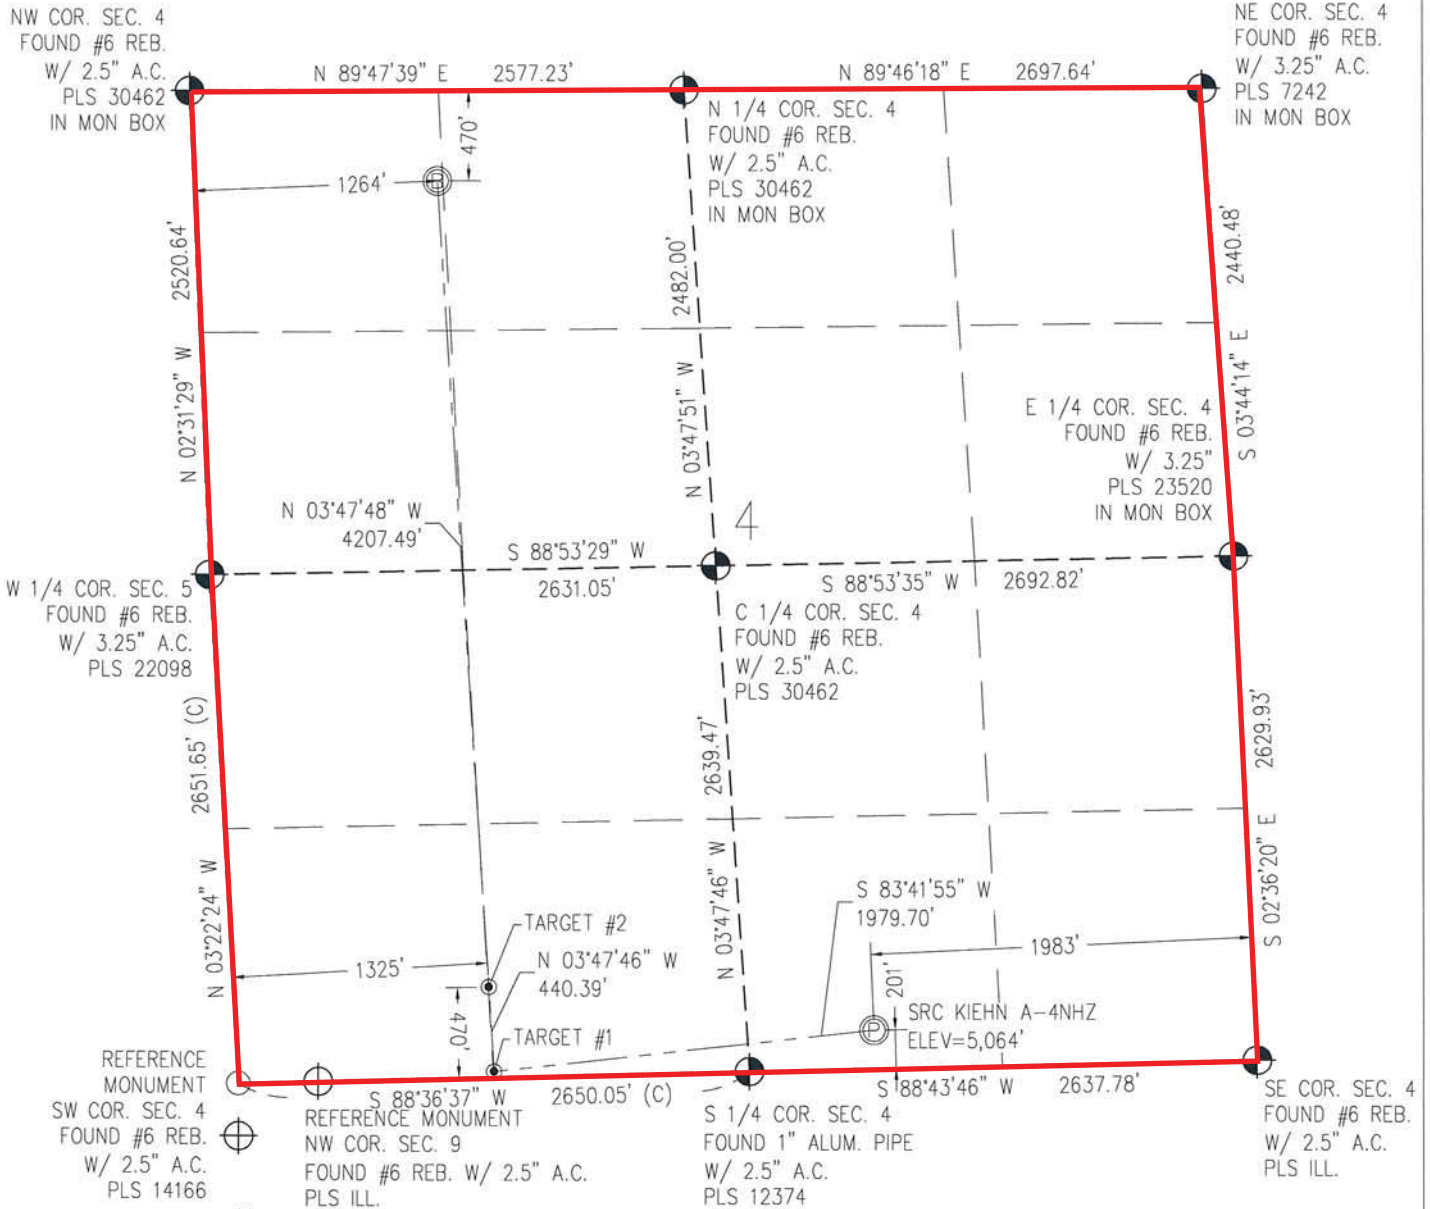 NW COR. SEC. 4
FOUND #6 REB.
W/ 2.5" A.C.
PLS 30462
IN MON BOX
N 89°47'39" E 2577.23'
N 89°46'18" E 2697.64'
NE COR. SEC. 4
FOUND #6 REB.
W/ 3.25" A.C.
PLS 7242
IN MON BOX
N 1/4 COR. SEC. 4
FOUND #6 REB.
W/ 2.5" A.C.
PLS 30462
IN MON BOX
470'
1264'
B
2520.64'
N 02°31'29" W
2482.00'
N 03°47'51" W
2440.48'
S 03°44'14" E
E 1/4 COR. SEC. 4
FOUND #6 REB.
W/ 3.25"
PLS 23520
IN MON BOX
N 03°47'48" W
4207.49'
4
S 88°53'29" W
2631.05'
S 88°53'35" W 2692.82'
W 1/4 COR. SEC. 5
FOUND #6 REB.
W/ 3.25" A.C.
PLS 22098
C 1/4 COR. SEC. 4
FOUND #6 REB.
W/ 2.5" A.C.
PLS 30462
2651.65' (C)
N 03°22'24" W
2639.47'
N 03°47'46" W
2629.93'
S 02°36'20" E
S 83°41'55" W
1979.70'
TARGET #2
N 03°47'46" W
440.39'
1325'
470'
TARGET #1
1983'
201'
P
SRC KIEHN A-4NHZ
ELEV=5,064'
REFERENCE
MONUMENT
SW COR. SEC. 4
FOUND #6 REB.
W/ 2.5" A.C.
PLS 14166
S 88°36'37" W 2650.05' (C)
S 88°43'46" W 2637.78'
REFERENCE MONUMENT
NW COR. SEC. 9
FOUND #6 REB. W/ 2.5" A.C.
PLS ILL.
S 1/4 COR. SEC. 4
FOUND 1" ALUM. PIPE
W/ 2.5" A.C.
PLS 12374
SE COR. SEC. 4
FOUND #6 REB.
W/ 2.5" A.C.
PLS ILL.